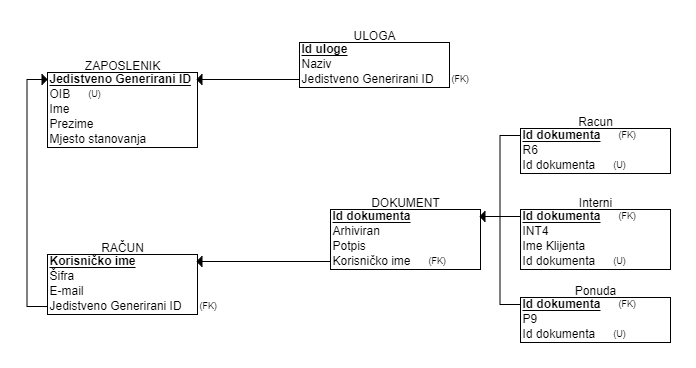 ULOGA
Id uloge
Naziv
Jedistveno Generirani ID (FK)
ZAPOSLENIK
Jedistveno Generirani ID
OIB (U)
Ime
Prezime
Mjesto stanovanja
Racun
Id dokumenta (FK)
R6
Id dokumenta (U)
DOKUMENT
Id dokumenta
Arhiviran
Potpis
Korisničko ime (FK)
Interni
Id dokumenta (FK)
INT4
Ime Klijenta
Id dokumenta (U)
RAČUN
Korisničko ime
Šifra
E-mail
Jedistveno Generirani ID (FK)
Ponuda
Id dokumenta (FK)
P9
Id dokumenta (U)